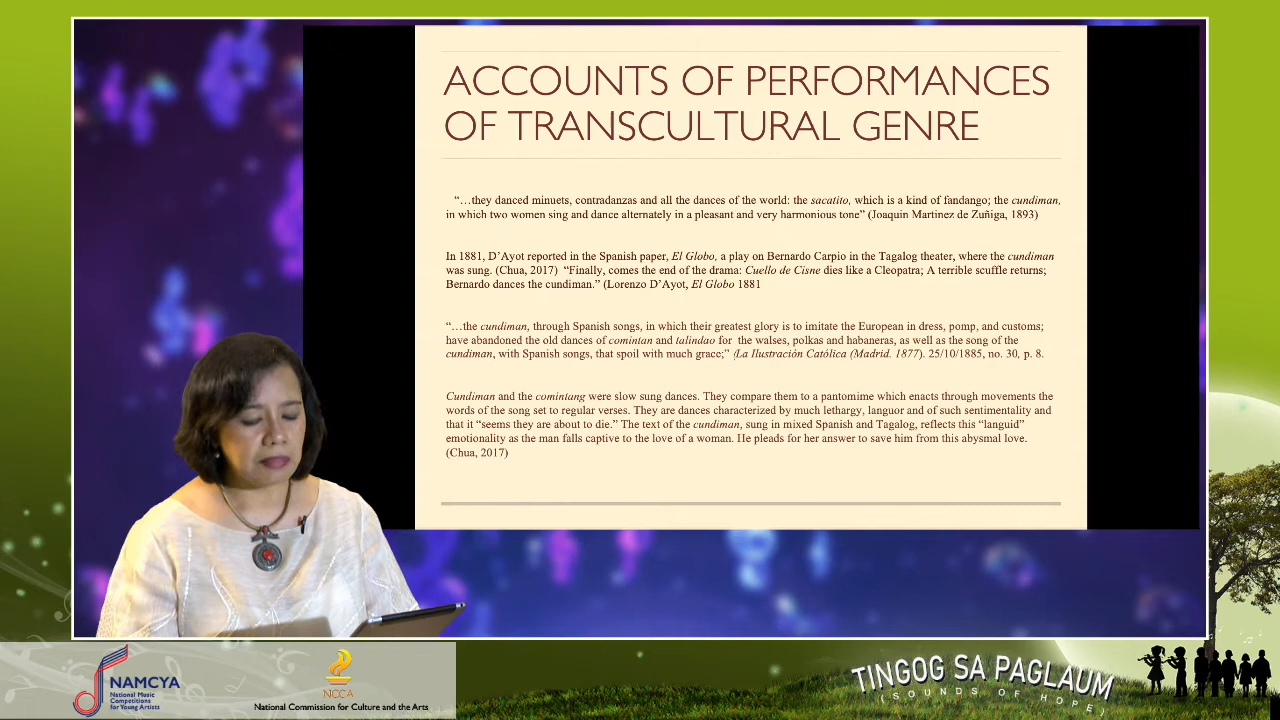 ACCOUNTS OF PERFORMANCES
OF TRANSCULTURAL GENRE
“…they danced minuets, contradanzas and all the dances of the world: the sacatito, which is a kind of fandango; the cundiman,
in which two women sing and dance alternately in a pleasant and very harmonious tone” (Joaquin Martinez de Zuñiga, 1893)
In 1881, D’Ayot reported in the Spanish paper, El Globo, a play on Bernardo Carpio in the Tagalog theater, where the cundiman
was sung. (Chua, 2017) “Finally, comes the end of the drama: Cuello de Cisne dies like a Cleopatra; A terrible scuffle returns;
Bernardo dances the cundiman.” (Lorenzo D’Ayot, El Globo 1881
“…the cundiman, through Spanish songs, in which their greatest glory is to imitate the European in dress, pomp, and customs;
have abandoned the old dances of comintan and talindao for the walses, polkas and habaneras, as well as the song of the
cundiman, with Spanish songs, that spoil with much grace;” (La Ilustración Católica (Madrid. 1877). 25/10/1885, no. 30, p. 8.
Cundiman and the comintang were slow sung dances. They compare them to a pantomime which enacts through movements the
words of the song set to regular verses. They are dances characterized by much lethargy, languor and of such sentimentality and
that it “seems they are about to die.” The text of the cundiman, sung in mixed Spanish and Tagalog, reflects this “languid”
emotionality as the man falls captive to the love of a woman. He pleads for her answer to save him from this abysmal love.
(Chua, 2017)
NAMCYA
National Music
Competitions
for Young Artists
NCCA
National Commission for Culture and the Arts
TINGOG SA PAGLAUM
(SOUNDS OF HOPE)